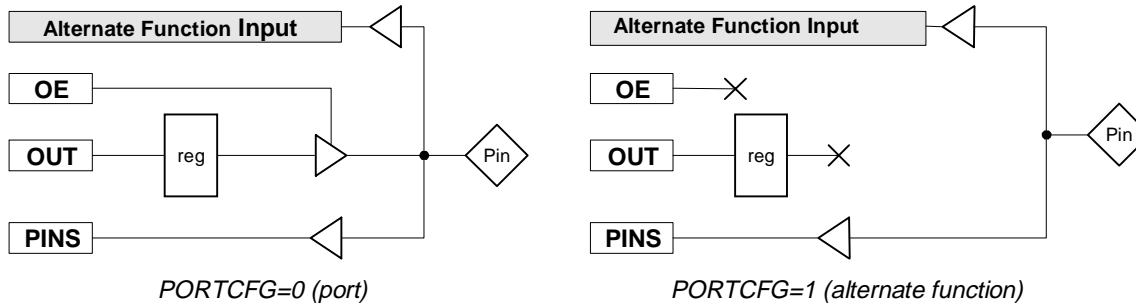 Alternate Function Input
OE
OUT
reg
Pin
PINS
PORTCFG=0 (port)
Alternate Function Input
OE
OUT
reg
Pin
PINS
PORTCFG=1 (alternate function)